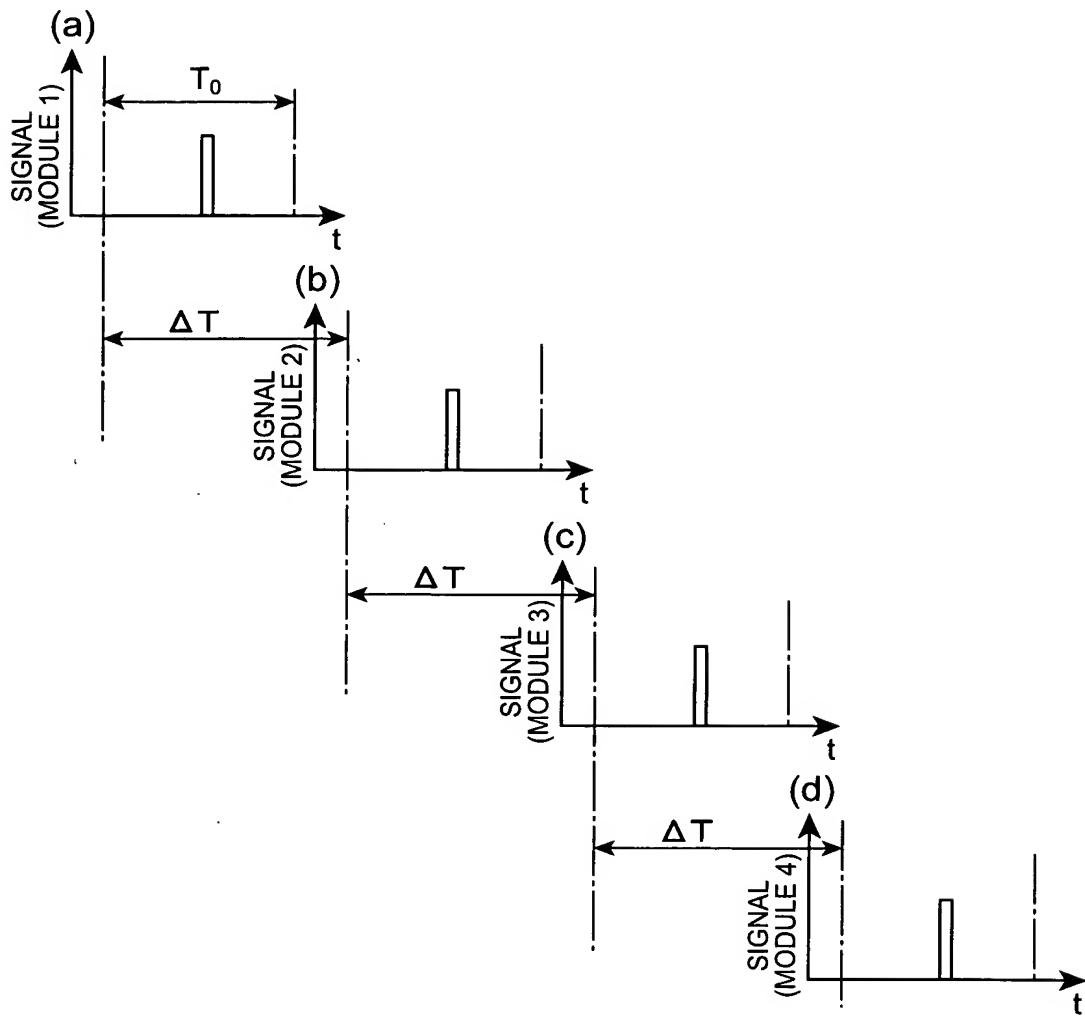 (a)
T₀
SIGNAL
(MODULE 1)
t
(b)
ΔT
SIGNAL
(MODULE 2)
t
(c)
ΔT
SIGNAL
(MODULE 3)
t
(d)
ΔT
SIGNAL
(MODULE 4)
t